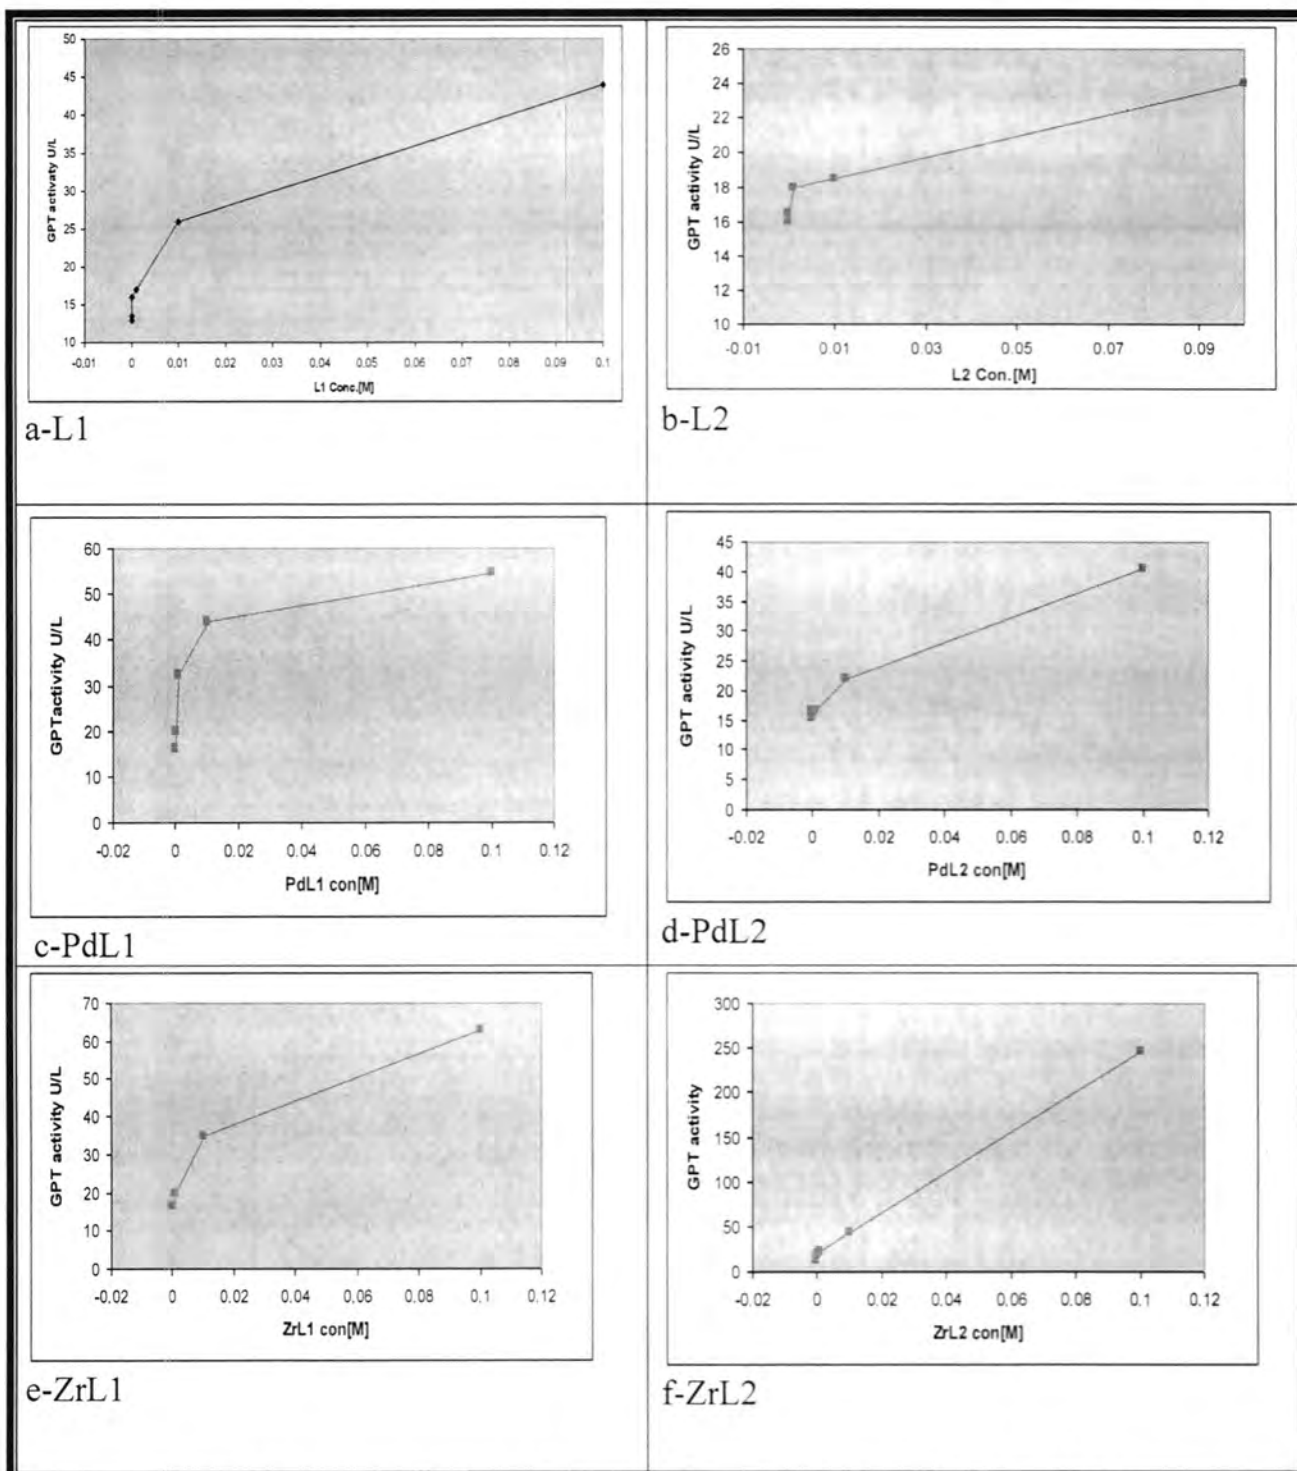 50
45
40
35
30
25
20
15
10
GPT activaty U/L
-0.01 0 0.01 0.02 0.03 0.04 0.05 0.06 0.07 0.08 0.09 0.1
L1 Conc.[M]
a-L1
26
24
22
20
18
16
14
12
10
GPT activity U/L
-0.01 0.01 0.03 0.05 0.07 0.09
L2 Con.[M]
b-L2
60
50
40
30
20
10
0
GPTactivity U/L
-0.02 0 0.02 0.04 0.06 0.08 0.1 0.12
PdL1 con[M]
c-PdL1
45
40
35
30
25
20
15
10
5
0
GPT activity U/L
-0.02 0 0.02 0.04 0.06 0.08 0.1 0.12
PdL2 con[M]
d-PdL2
70
60
50
40
30
20
10
0
GPT activity U/L
-0.02 0 0.02 0.04 0.06 0.08 0.1 0.12
ZrL1 con[M]
e-ZrL1
300
250
200
150
100
50
0
GPT activity
-0.02 0 0.02 0.04 0.06 0.08 0.1 0.12
ZrL2 con[M]
f-ZrL2